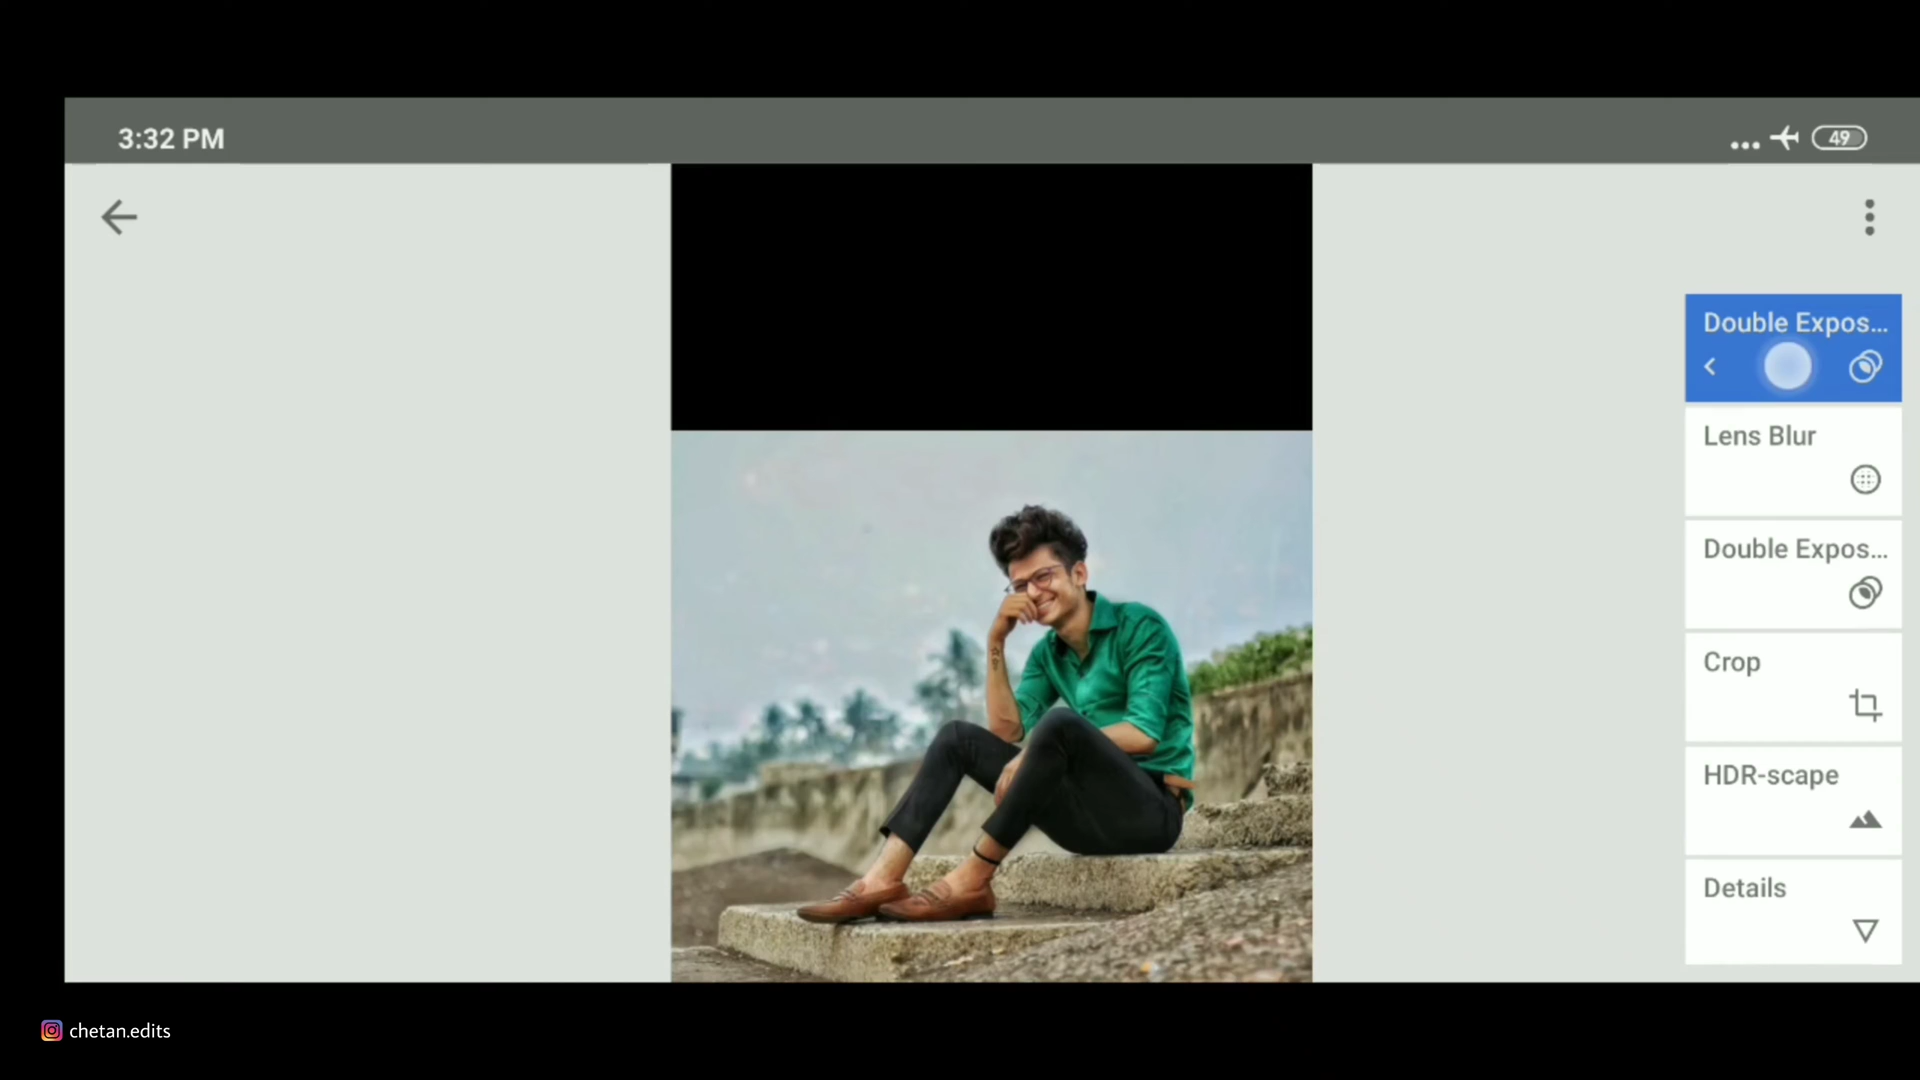 3:32 PM
49
Double Expos...
Lens Blur
Double Expos...
Crop
HDR-scape
Details
chetan.edits